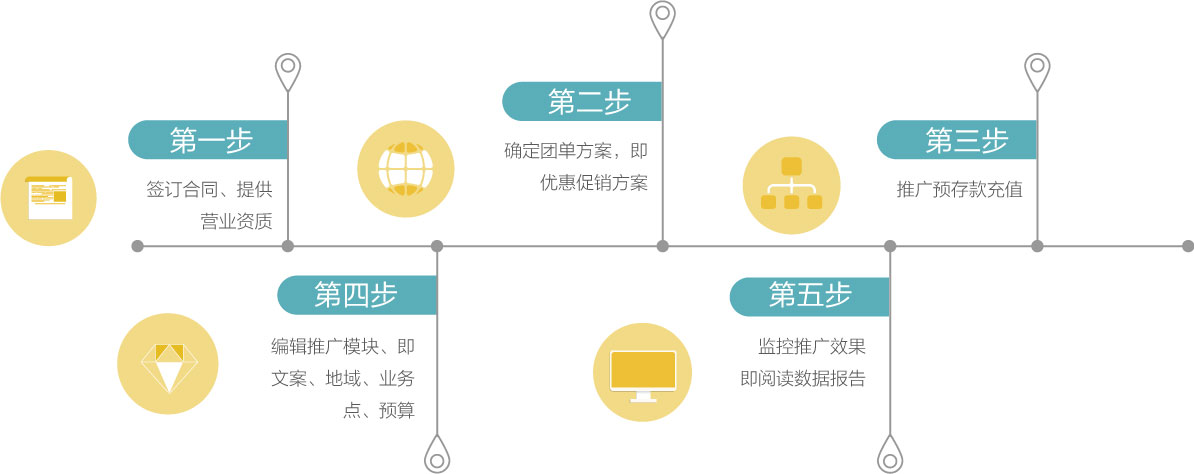 第一步
签订合同、提供
营业资质
第二步
确定团单方案，即
优惠促销方案
第三步
推广预存款充值
第四步
编辑推广模块、即
文案、地域、业务
点、预算
第五步
监控推广效果
即阅读数据报告